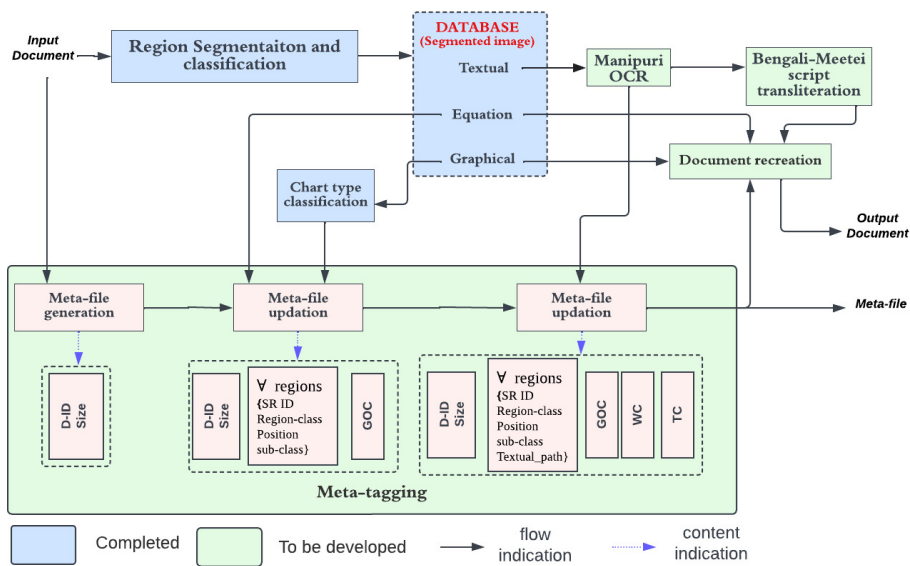 Input
Document
Region Segmentaiton and
classification
DATABASE
(Segmented image)
Textual
Equation
Graphical
Manipuri
OCR
Bengali-Meetei
script
transliteration
Document recreation
Chart type
classification
Output
Document
Meta-file
generation
Meta-file
updation
Meta-file
updation
Meta-file
D-ID
Size
D-ID
Size
∀ regions
{SR ID
Region-class
Position
sub-class}
GOC
D-ID
Size
∀ regions
{SR ID
Region-class
Position
sub-class
Textual_path}
GOC
WC
TC
Meta-tagging
Completed
To be developed
flow
indication
content
indication